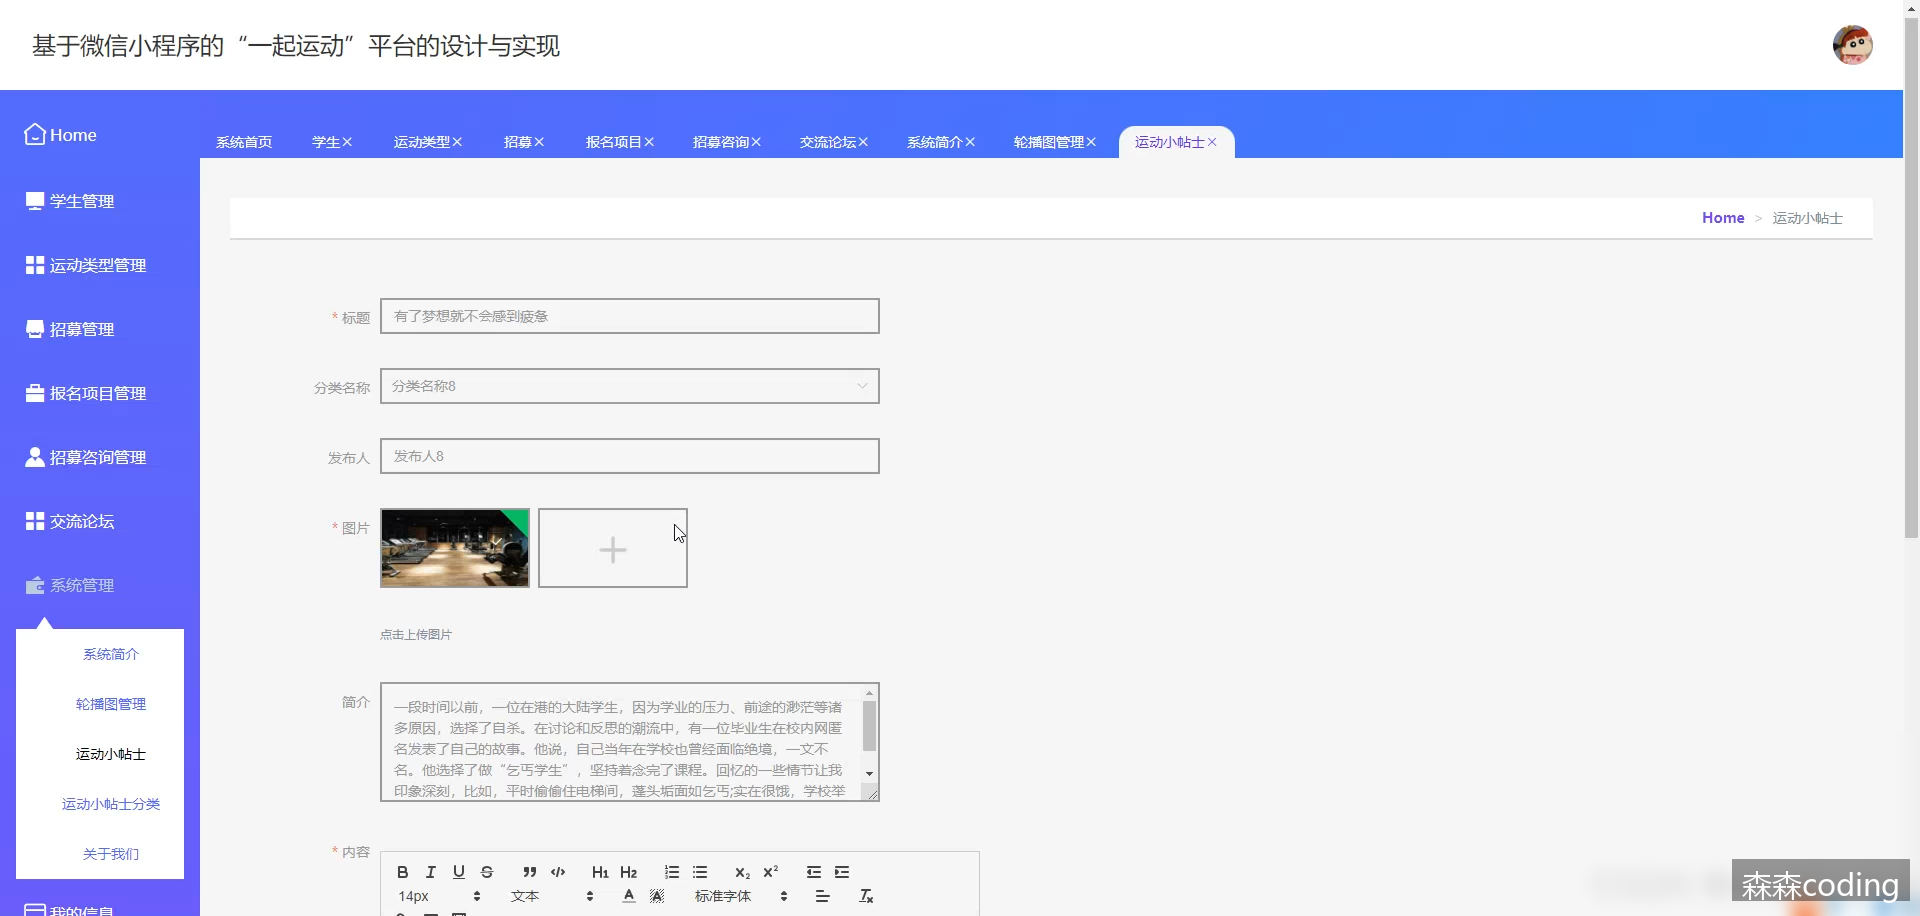 基于微信小程序的“一起运动”平台的设计与实现
Home
系统首页 学生× 运动类型× 招募× 报名项目× 招募咨询× 交流论坛× 系统简介× 轮播图管理× 运动小帖士×
学生管理
运动类型管理
招募管理
报名项目管理
招募咨询管理
交流论坛
系统管理
系统简介
轮播图管理
运动小帖士
运动小帖士分类
关于我们
我的信息
Home > 运动小帖士
* 标题 有了梦想就不会感到疲惫
分类名称 分类名称8
发布人 发布人8
* 图片
点击上传图片
简介
一段时间以前，一位在港的大陆学生，因为学业的压力、前途的渺茫等诸
多原因，选择了自杀。在讨论和反思的潮流中，有一位毕业生在校内网匿
名发表了自己的故事。他说，自己当年在学校也曾经面临绝境，一文不
名。他选择了做“乞丐学生”，坚持着念完了课程。回忆的一些情节让我
印象深刻，比如，平时偷偷住电梯间，蓬头垢面如乞丐;实在很饿，学校举
* 内容
B I U S H1 H2 X₂ X²
14px 文本 A A 标准字体
森森coding